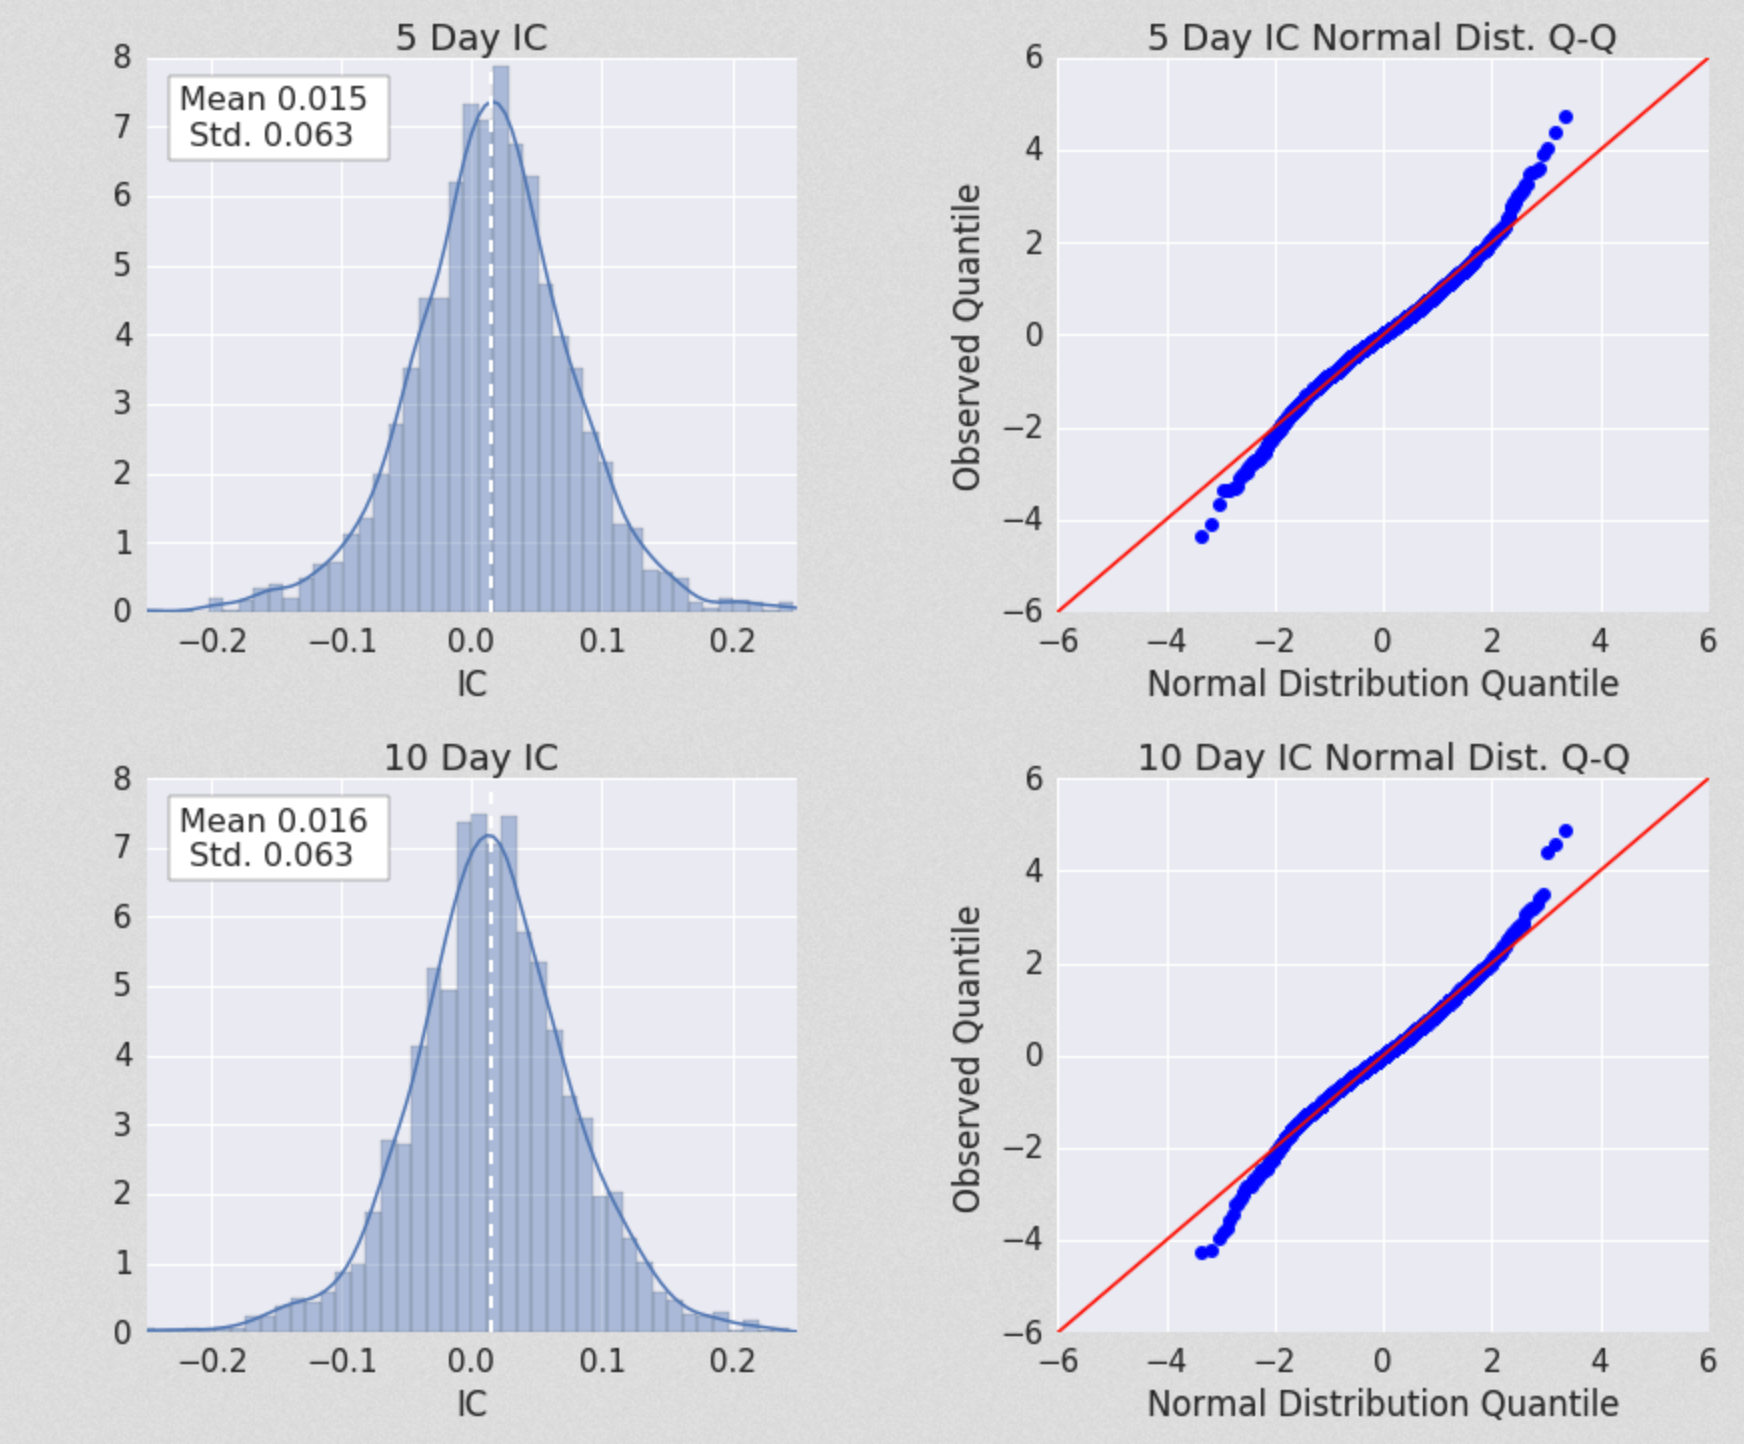 5 Day IC
8
7
6
5
4
3
2
1
0
Mean 0.015
Std. 0.063
−0.2 −0.1 0.0 0.1 0.2
IC
5 Day IC Normal Dist. Q-Q
Observed Quantile
6
4
2
0
−2
−4
−6
−6 −4 −2 0 2 4 6
Normal Distribution Quantile
10 Day IC
8
7
6
5
4
3
2
1
0
Mean 0.016
Std. 0.063
−0.2 −0.1 0.0 0.1 0.2
IC
10 Day IC Normal Dist. Q-Q
Observed Quantile
6
4
2
0
−2
−4
−6
−6 −4 −2 0 2 4 6
Normal Distribution Quantile